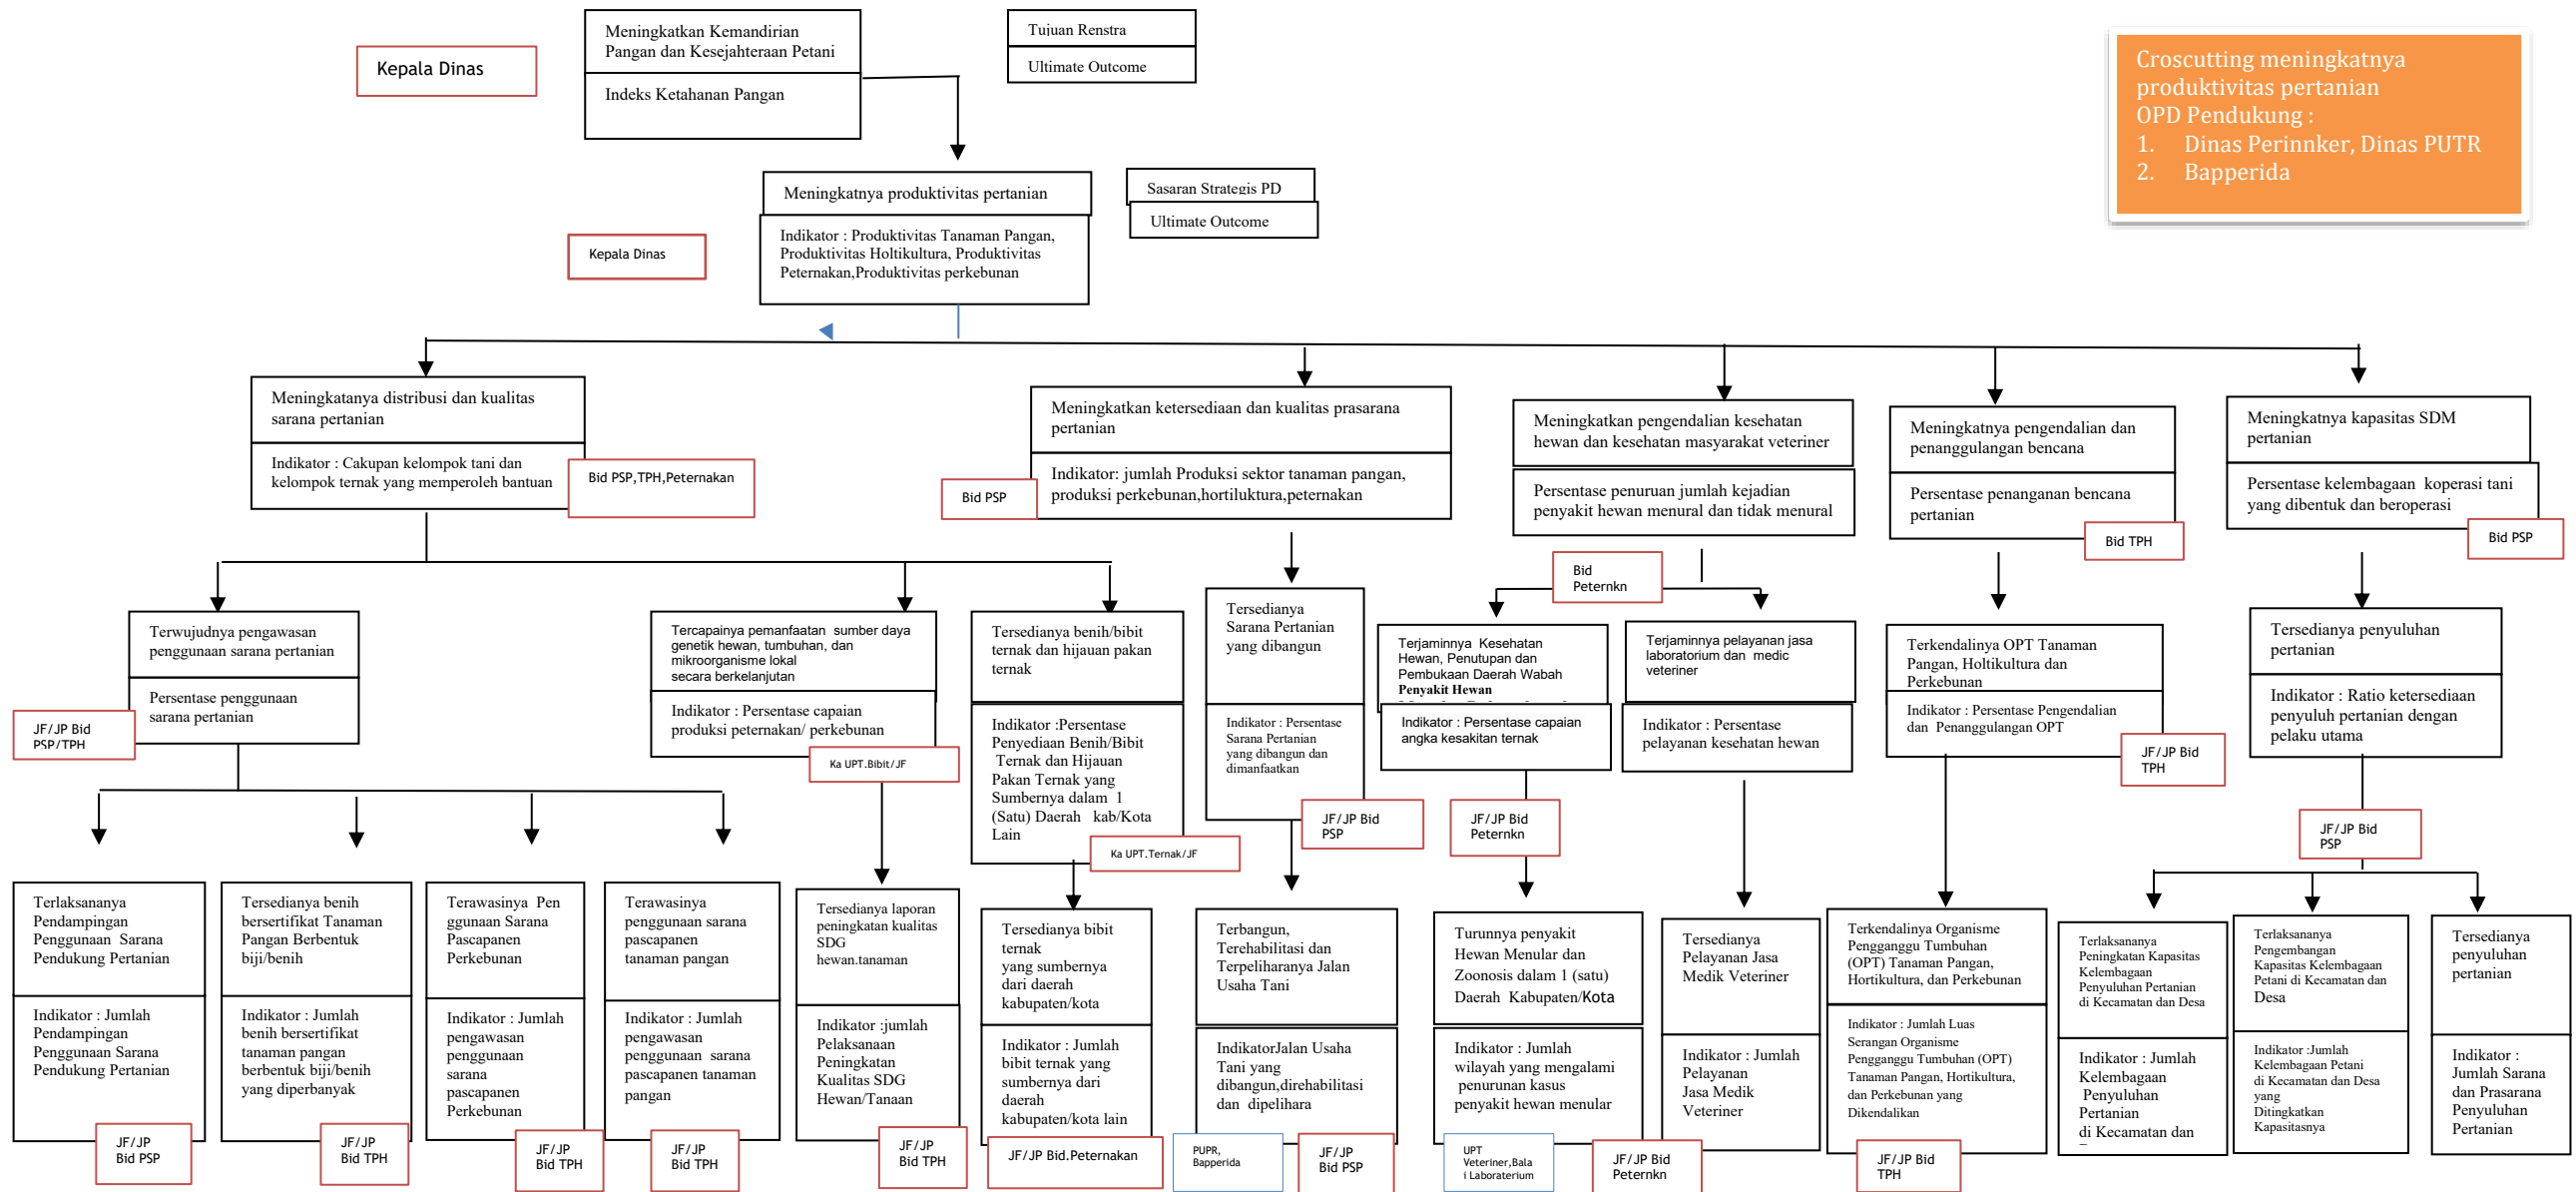 Meningkatkan Kemandirian
Pangan dan Kesejahteraan Petani
Indeks Ketahanan Pangan
Kepala Dinas
Tujuan Renstra
Ultimate Outcome
Croscutting meningkatnya
produktivitas pertanian
OPD Pendukung :
1. Dinas Perinnker, Dinas PUTR
2. Bapperida
Meningkatnya produktivitas pertanian
Indikator : Produktivitas Tanaman Pangan,
Produktivitas Holtikultura, Produktivitas
Peternakan,Produktivitas perkebunan
Kepala Dinas
Sasaran Strategis PD
Ultimate Outcome
Meningkatanya distribusi dan kualitas
sarana pertanian
Indikator : Cakupan kelompok tani dan
kelompok ternak yang memperoleh bantuan
Bid PSP,TPH,Peternakan
Meningkatkan ketersediaan dan kualitas prasarana
pertanian
Indikator: jumlah Produksi sektor tanaman pangan,
produksi perkebunan,hortiluktura,peternakan
Bid PSP
Meningkatkan pengendalian kesehatan
hewan dan kesehatan masyarakat veteriner
Persentase penuruan jumlah kejadian
penyakit hewan menural dan tidak menural
Bid
Peternkn
Meningkatnya pengendalian dan
penanggulangan bencana
Persentase penanganan bencana
pertanian
Bid TPH
Meningkatnya kapasitas SDM
pertanian
Persentase kelembagaan koperasi tani
yang dibentuk dan beroperasi
Bid PSP
Terwujudnya pengawasan
penggunaan sarana pertanian
Persentase penggunaan
sarana pertanian
JF/JP Bid
PSP/TPH
Tercapainya pemanfaatan sumber daya
genetik hewan, tumbuhan, dan
mikroorganisme lokal
secara berkelanjutan
Indikator : Persentase capaian
produksi peternakan/ perkebunan
Ka UPT.Bibit/JF
Tersedianya benih/bibit
ternak dan hijauan pakan
ternak
Indikator :Persentase
Penyediaan Benih/Bibit
Ternak dan Hijauan
Pakan Ternak yang
Sumbernya dalam 1
(Satu) Daerah kab/Kota
Lain
Ka UPT.Ternak/JF
Tersedianya
Sarana Pertanian
yang dibangun
Indikator : Persentase
Sarana Pertanian
yang dibangun dan
dimanfaatkan
JF/JP Bid
PSP
Terjaminnya Kesehatan
Hewan, Penutupan dan
Pembukaan Daerah Wabah
Penyakit Hewan
Indikator : Persentase capaian
angka kesakitan ternak
JF/JP Bid
Peternkn
Terjaminnya pelayanan jasa
laboratorium dan medic
veteriner
Indikator : Persentase
pelayanan kesehatan hewan
Terkendalinya OPT Tanaman
Pangan, Holtikultura dan
Perkebunan
Indikator : Persentase Pengendalian
dan Penanggulangan OPT
JF/JP Bid
TPH
Tersedianya penyuluhan
pertanian
Indikator : Ratio ketersediaan
penyuluh pertanian dengan
pelaku utama
JF/JP Bid
PSP
Terlaksananya
Pendampingan
Penggunaan Sarana
Pendukung Pertanian
Indikator : Jumlah
Pendampingan
Penggunaan Sarana
Pendukung Pertanian
JF/JP
Bid PSP
Tersedianya benih
bersertifikat Tanaman
Pangan Berbentuk
biji/benih
Indikator : Jumlah
benih bersertifikat
tanaman pangan
berbentuk biji/benih
yang diperbanyak
JF/JP
Bid TPH
Terawasinya Pen
ggunaan Sarana
Pascapanen
Perkebunan
Indikator : Jumlah
pengawasan
penggunaan
sarana
pascapanen
Perkebunan
JF/JP
Bid TPH
Terawasinya
penggunaan sarana
pascapanen
tanaman pangan
Indikator : Jumlah
pengawasan
penggunaan sarana
pascapanen tanaman
pangan
JF/JP
Bid TPH
Tersedianya laporan
peningkatan kualitas
SDG
hewan.tanaman
Indikator :jumlah
Pelaksanaan
Peningkatan
Kualitas SDG
Hewan/Tanaan
JF/JP
Bid TPH
Tersedianya bibit
ternak
yang sumbernya
dari daerah
kabupaten/kota
Indikator : Jumlah
bibit ternak yang
sumbernya dari
daerah
kabupaten/kota lain
JF/JP Bid.Peternakan
Terbangun,
Terehabilitasi dan
Terpeliharanya Jalan
Usaha Tani
IndikatorJalan Usaha
Tani yang
dibangun,direhabilitasi
dan dipelihara
PUPR,
Bapperida
JF/JP
Bid PSP
Turunnya penyakit
Hewan Menular dan
Zoonosis dalam 1 (satu)
Daerah Kabupaten/Kota
Indikator : Jumlah
wilayah yang mengalami
penurunan kasus
penyakit hewan menular
UPT
Veteriner,Bala
i Laboraterium
JF/JP Bid
Peternkn
Tersedianya
Pelayanan Jasa
Medik Veteriner
Indikator : Jumlah
Pelayanan
Jasa Medik
Veteriner
Terkendalinya Organisme
Pengganggu Tumbuhan
(OPT) Tanaman Pangan,
Hortikultura, dan Perkebunan
Indikator : Jumlah Luas
Serangan Organisme
Pengganggu Tumbuhan (OPT)
Tanaman Pangan, Hortikultura,
dan Perkebunan yang
Dikendalikan
JF/JP Bid
TPH
Terlaksananya
Peningkatan Kapasitas
Kelembagaan
Penyuluhan Pertanian
di Kecamatan dan Desa
Indikator : Jumlah
Kelembagaan
Penyuluhan
Pertanian
di Kecamatan dan
Terlaksananya
Pengembangan
Kapasitas Kelembagaan
Petani di Kecamatan dan
Desa
Indikator :Jumlah
Kelembagaan Petani
di Kecamatan dan Desa
yang
Ditingkatkan
Kapasitasnya
Tersedianya
penyuluhan
pertanian
Indikator :
Jumlah Sarana
dan Prasarana
Penyuluhan
Pertanian